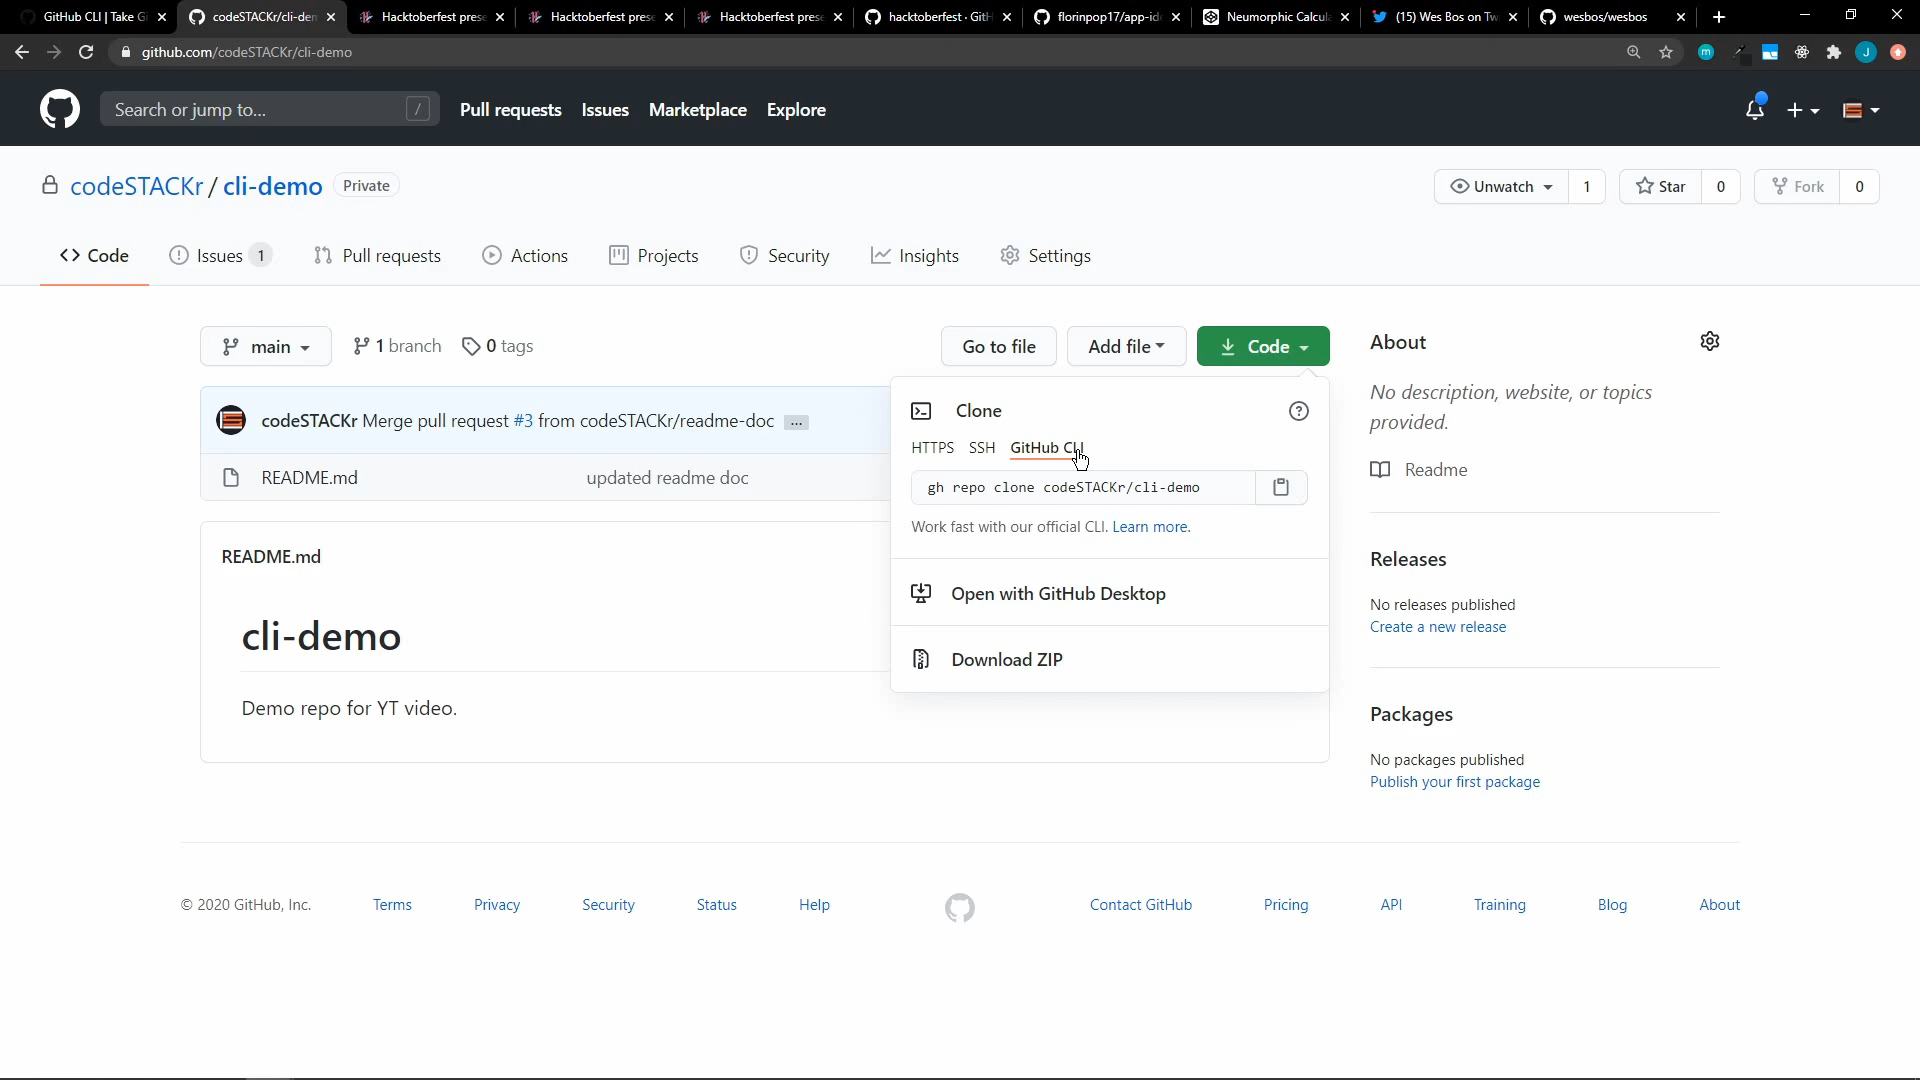 GitHub CLI | Take Gi
codeSTACKr/cli-dem
Hacktoberfest prese
Hacktoberfest prese
Hacktoberfest prese
hacktoberfest · GitH
florinpop17/app-ide
Neumorphic Calcula
(15) Wes Bos on Tw
wesbos/wesbos
github.com/codeSTACKr/cli-demo
m
J
Search or jump to...
/
Pull requests
Issues
Marketplace
Explore
codeSTACKr / cli-demo
Private
Unwatch
1
Star
0
Fork
0
Code
Issues
1
Pull requests
Actions
Projects
Security
Insights
Settings
main
1 branch
0 tags
Go to file
Add file
Code
codeSTACKr Merge pull request #3 from codeSTACKr/readme-doc
...
README.md
updated readme doc
Clone
HTTPS
SSH
GitHub CLI
gh repo clone codeSTACKr/cli-demo
Work fast with our official CLI. Learn more.
Open with GitHub Desktop
Download ZIP
README.md
cli-demo
Demo repo for YT video.
About
No description, website, or topics
provided.
Readme
Releases
No releases published
Create a new release
Packages
No packages published
Publish your first package
© 2020 GitHub, Inc.
Terms
Privacy
Security
Status
Help
Contact GitHub
Pricing
API
Training
Blog
About